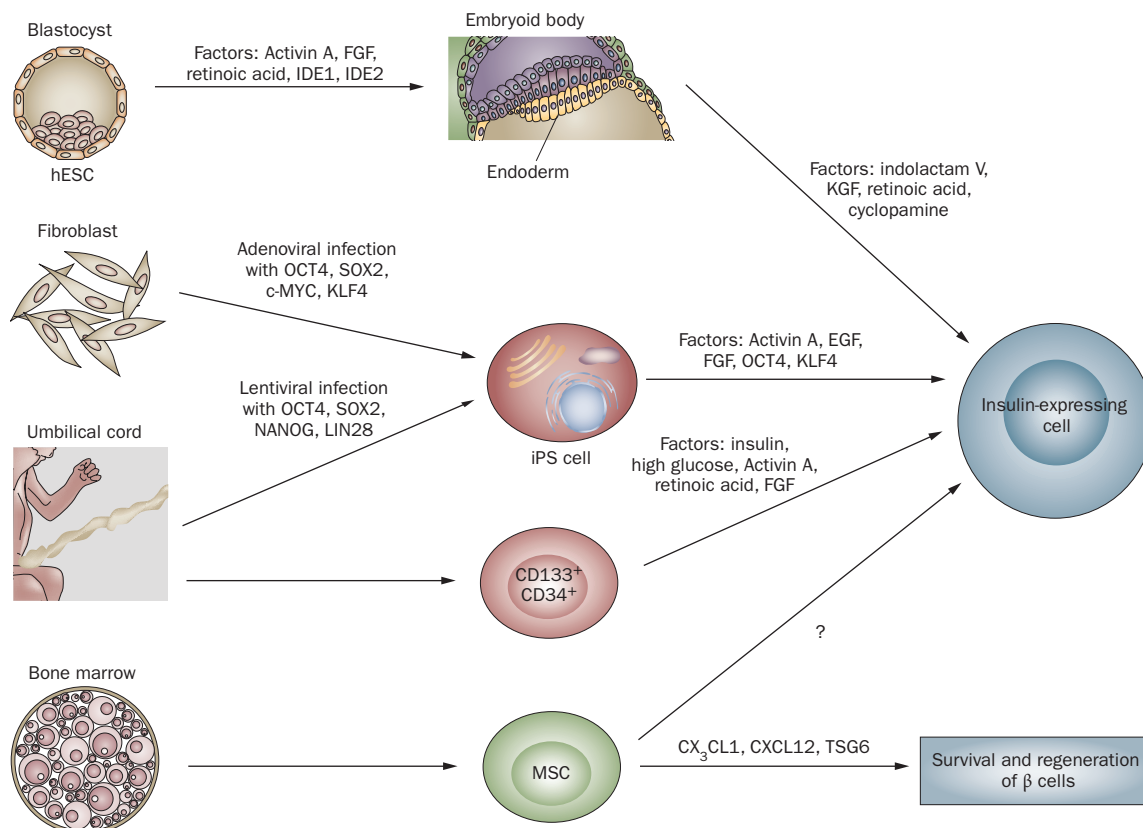 Blastocyst
Factors: Activin A, FGF,
retinoic acid, IDE1, IDE2
Embryoid body
hESC
Endoderm
Factors: indolactam V,
KGF, retinoic acid,
cyclopamine
Fibroblast
Adenoviral infection
with OCT4, SOX2,
c-MYC, KLF4
Factors: Activin A, EGF,
FGF, OCT4, KLF4
Lentiviral infection
with OCT4, SOX2,
NANOG, LIN28
iPS cell
Insulin-expressing
cell
Umbilical cord
Factors: insulin,
high glucose, Activin A,
retinoic acid, FGF
CD133⁺
CD34⁺
?
Bone marrow
MSC
CX₃CL1, CXCL12, TSG6
Survival and regeneration
of β cells